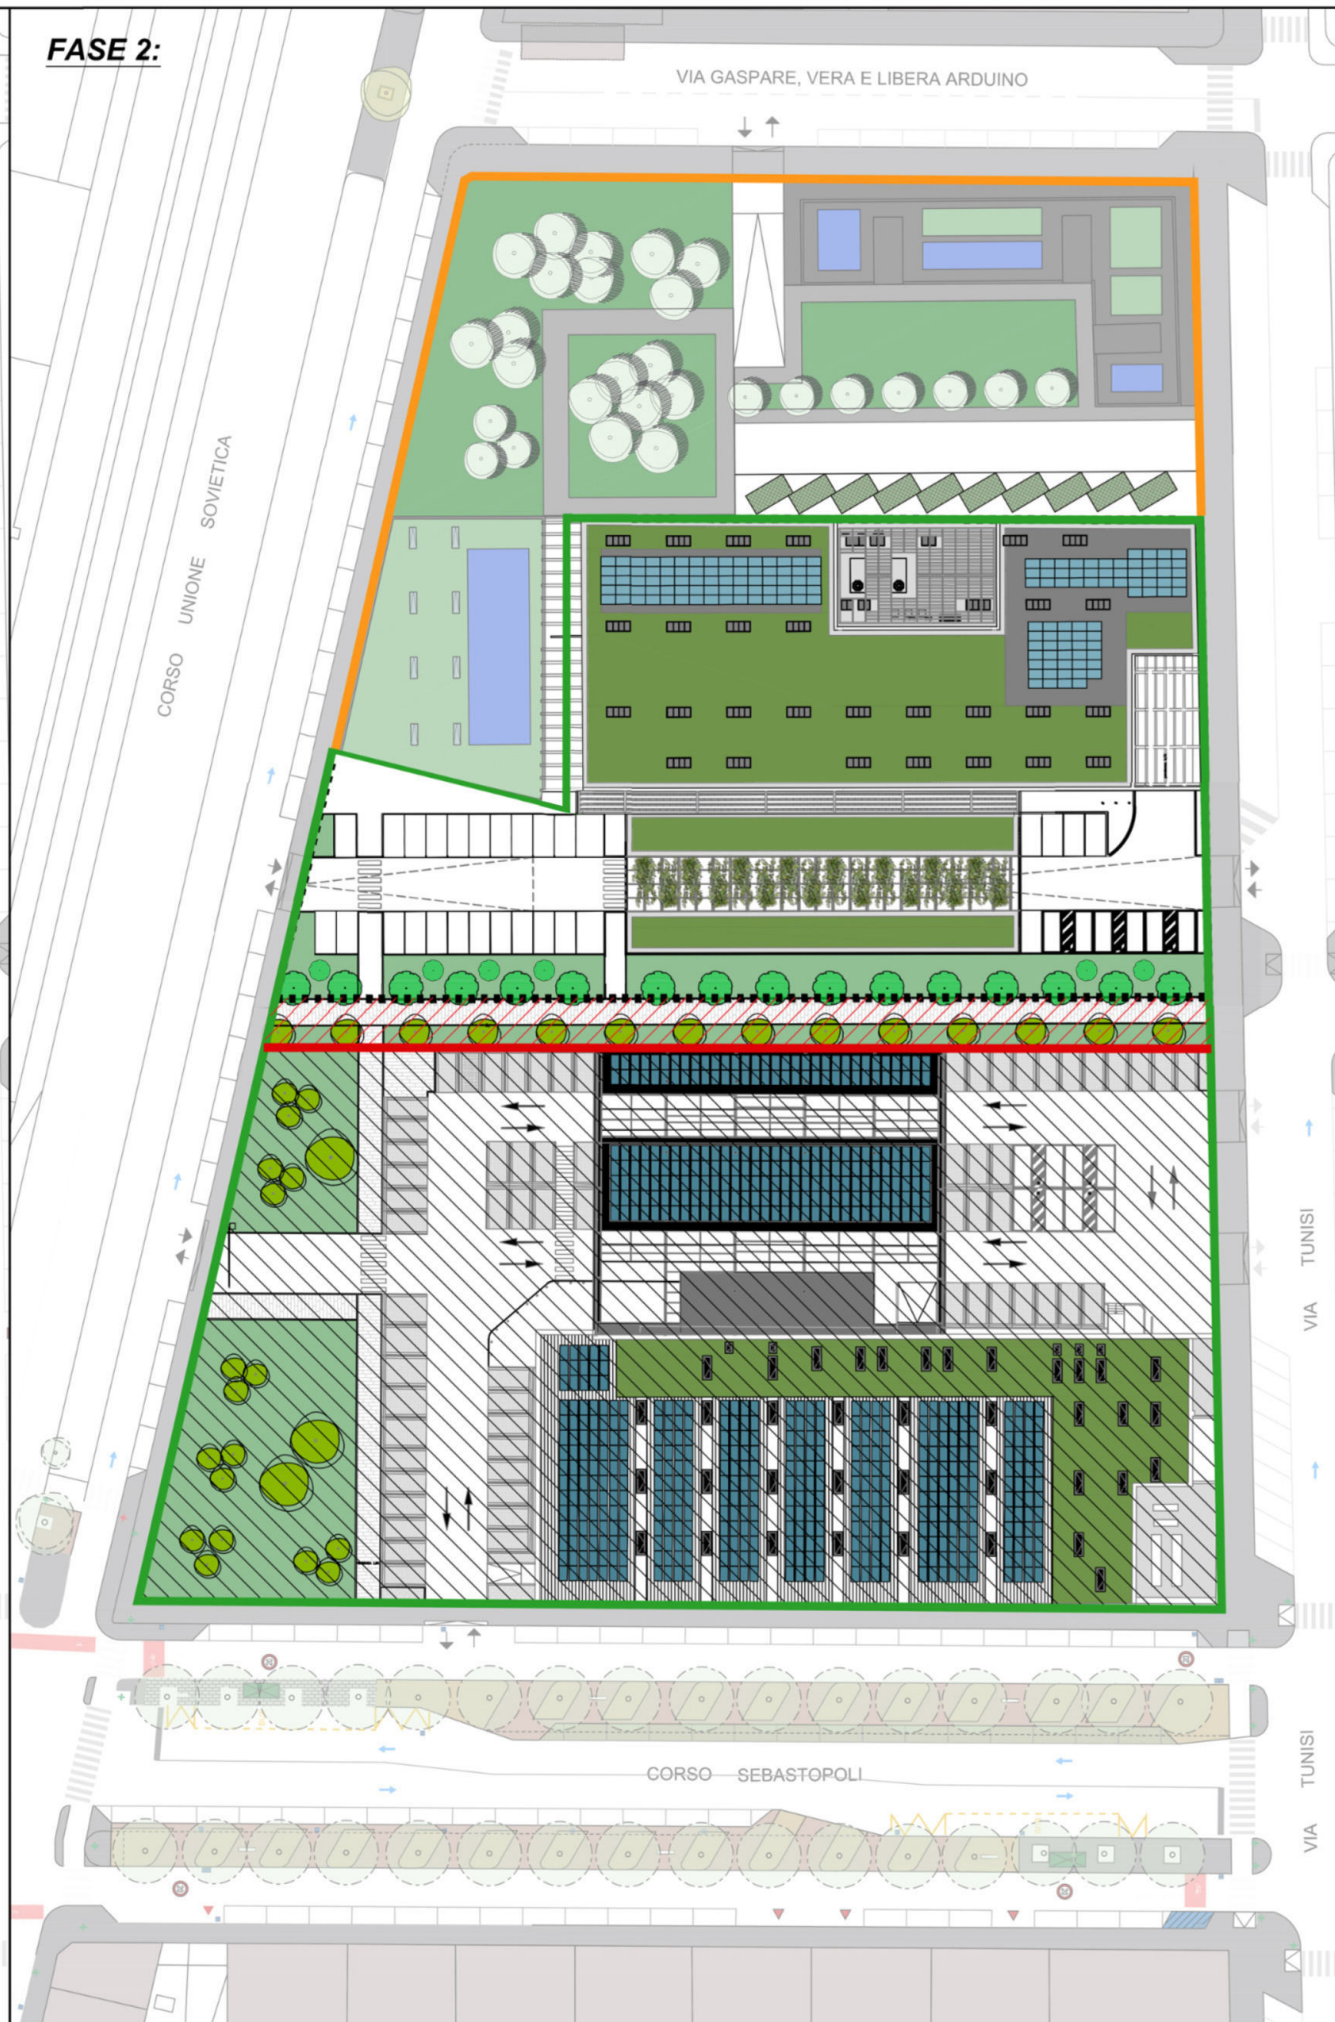 FASE 2:
VIA GASPARE, VERA E LIBERA ARDUINO
CORSO UNIONE SOVIETICA
VIA TUNISI
CORSO SEBASTOPOLI
VIA TUNISI